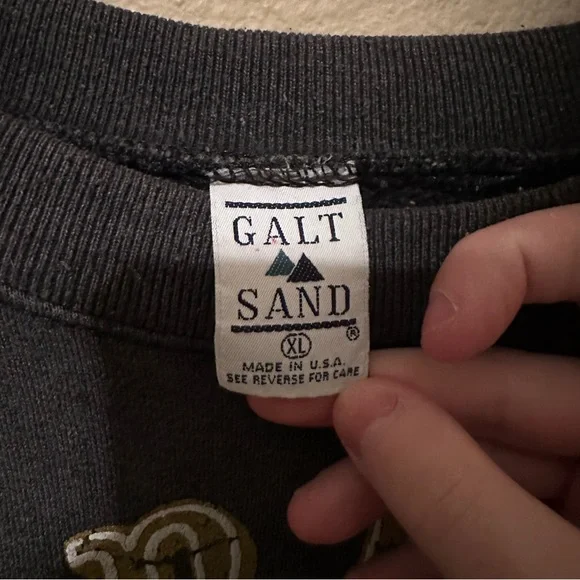 GALT
SAND
XL
®
MADE IN U.S.A.
SEE REVERSE FOR CARE